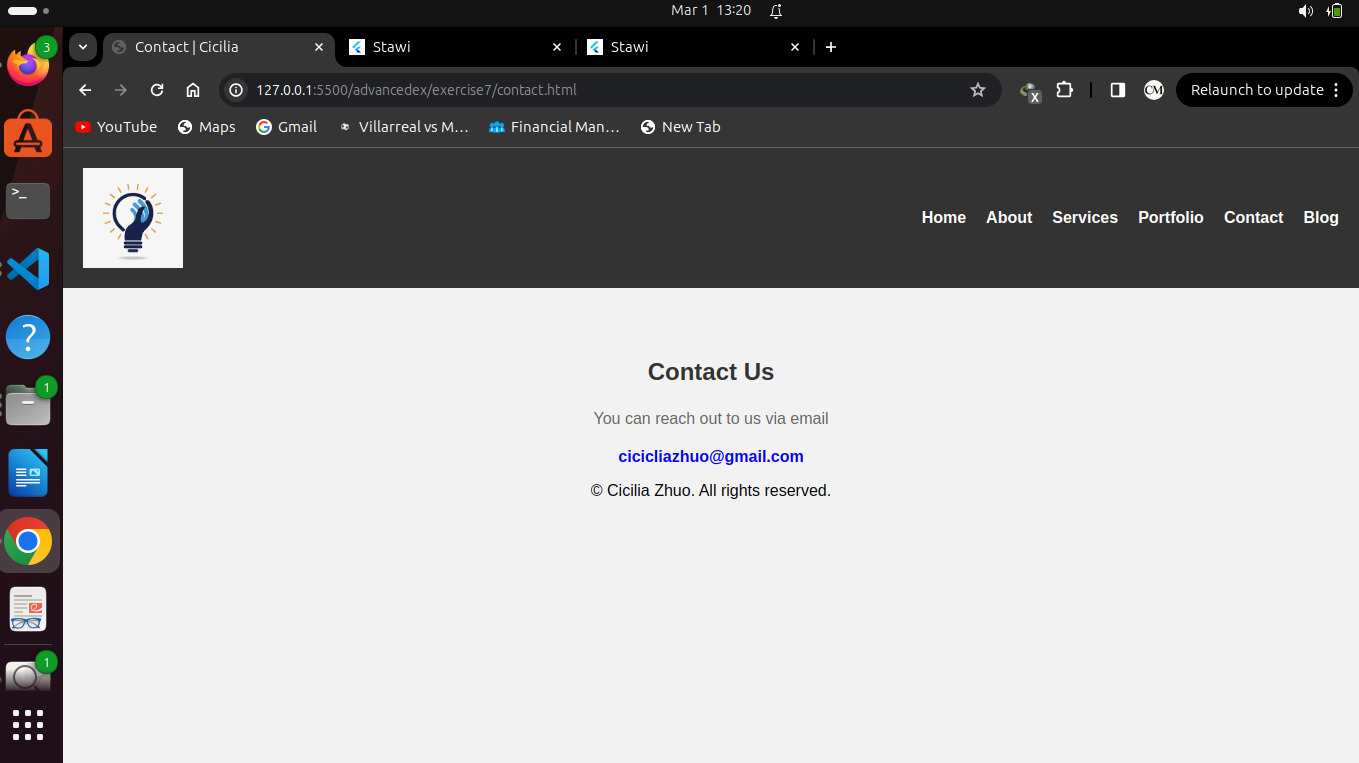 Mar 1 13:20
3
Contact | Cicilia
Stawi
Stawi
127.0.0.1:5500/advancedex/exercise7/contact.html
X
CM
Relaunch to update
YouTube
Maps
Gmail
Villarreal vs M...
Financial Man...
New Tab
>_
Home
About
Services
Portfolio
Contact
Blog
?
1
Contact Us
You can reach out to us via email
cicicliazhuo@gmail.com
© Cicilia Zhuo. All rights reserved.
1